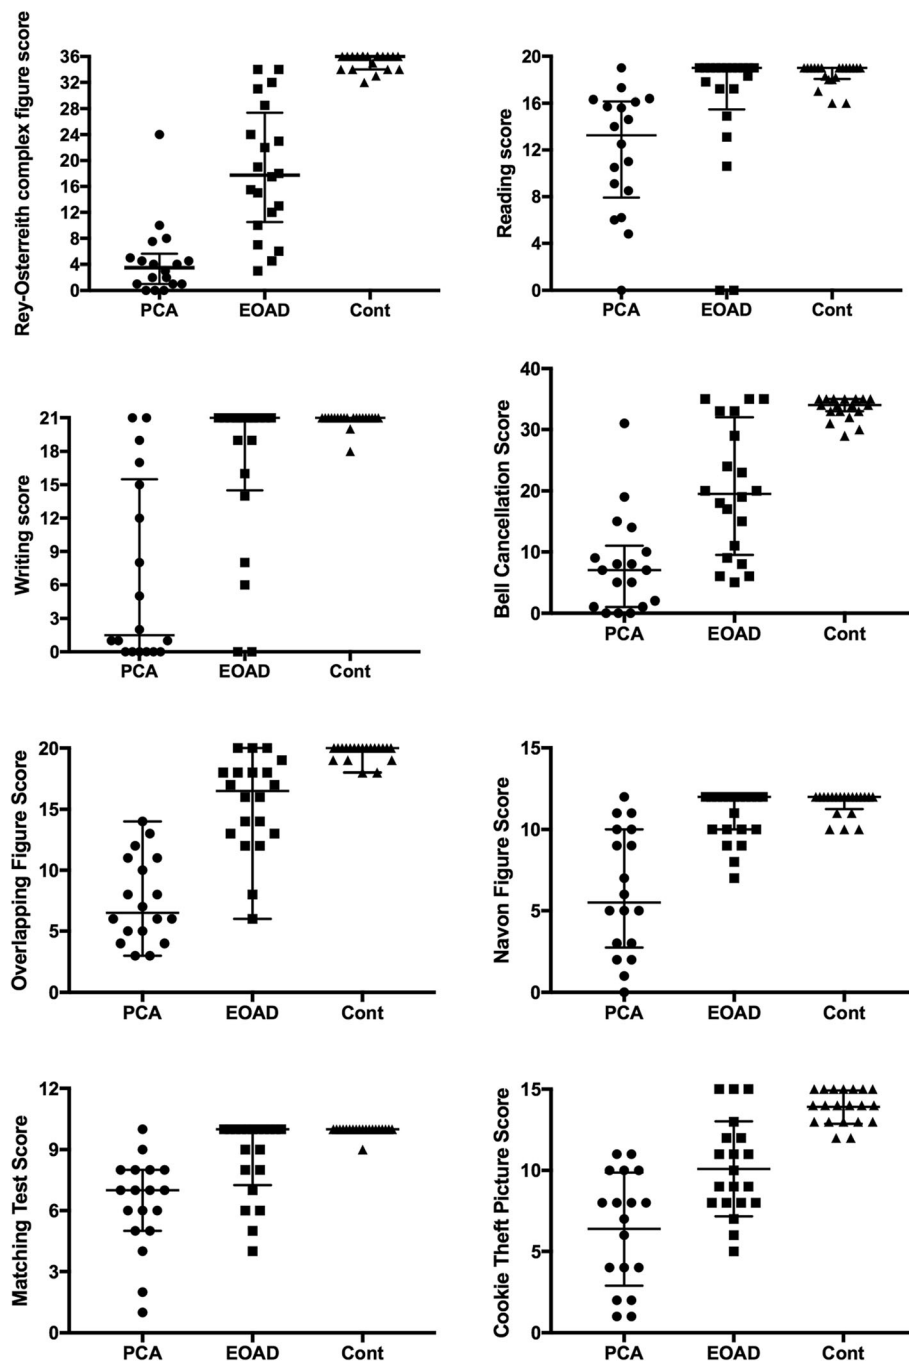 Rey-Osterreith complex figure score
36
32
28
24
20
16
12
8
4
0
PCA EOAD Cont
Reading score
20
16
12
8
4
0
PCA EOAD Cont
Writing score
21
18
15
12
9
6
3
0
PCA EOAD Cont
Bell Cancellation Score
40
30
20
10
0
PCA EOAD Cont
Overlapping Figure Score
20
15
10
5
0
PCA EOAD Cont
Navon Figure Score
15
10
5
0
PCA EOAD Cont
Matching Test Score
12
9
6
3
0
PCA EOAD Cont
Cookie Theft Picture Score
15
10
5
0
PCA EOAD Cont